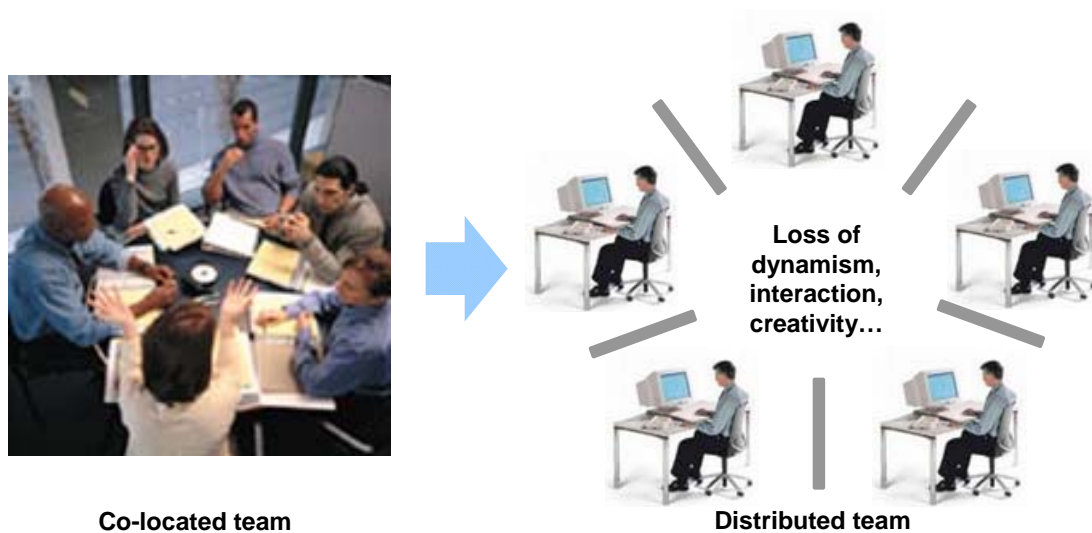 Loss of
dynamism,
interaction,
creativity…
Co-located team
Distributed team